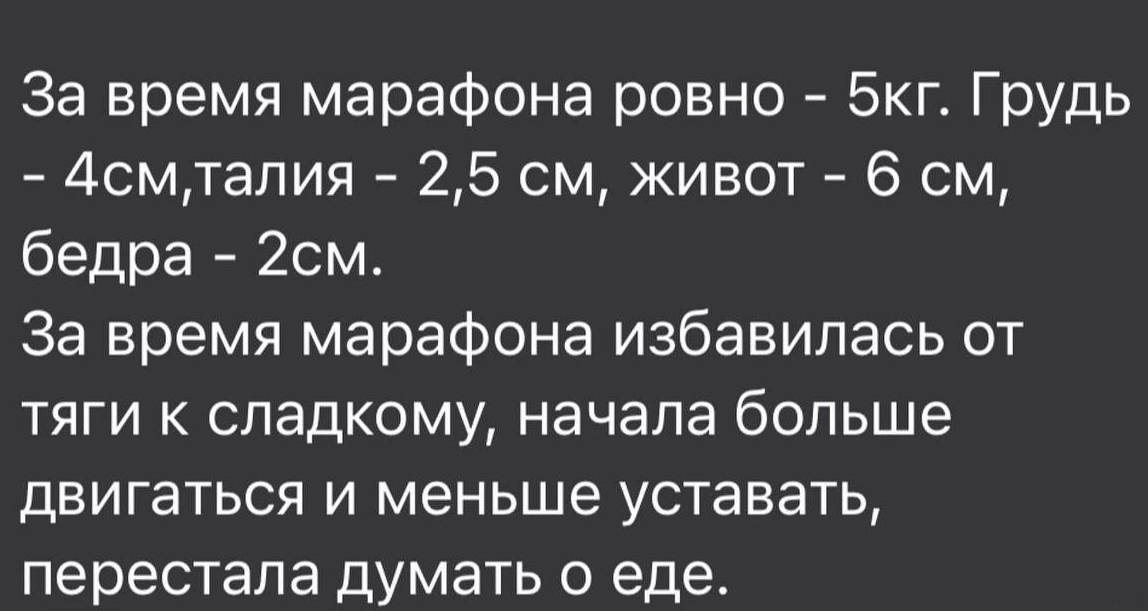 За время марафона ровно - 5кг. Грудь
- 4см,талия - 2,5 см, живот - 6 см,
бедра - 2см.
За время марафона избавилась от
тяги к сладкому, начала больше
двигаться и меньше уставать,
перестала думать о еде.